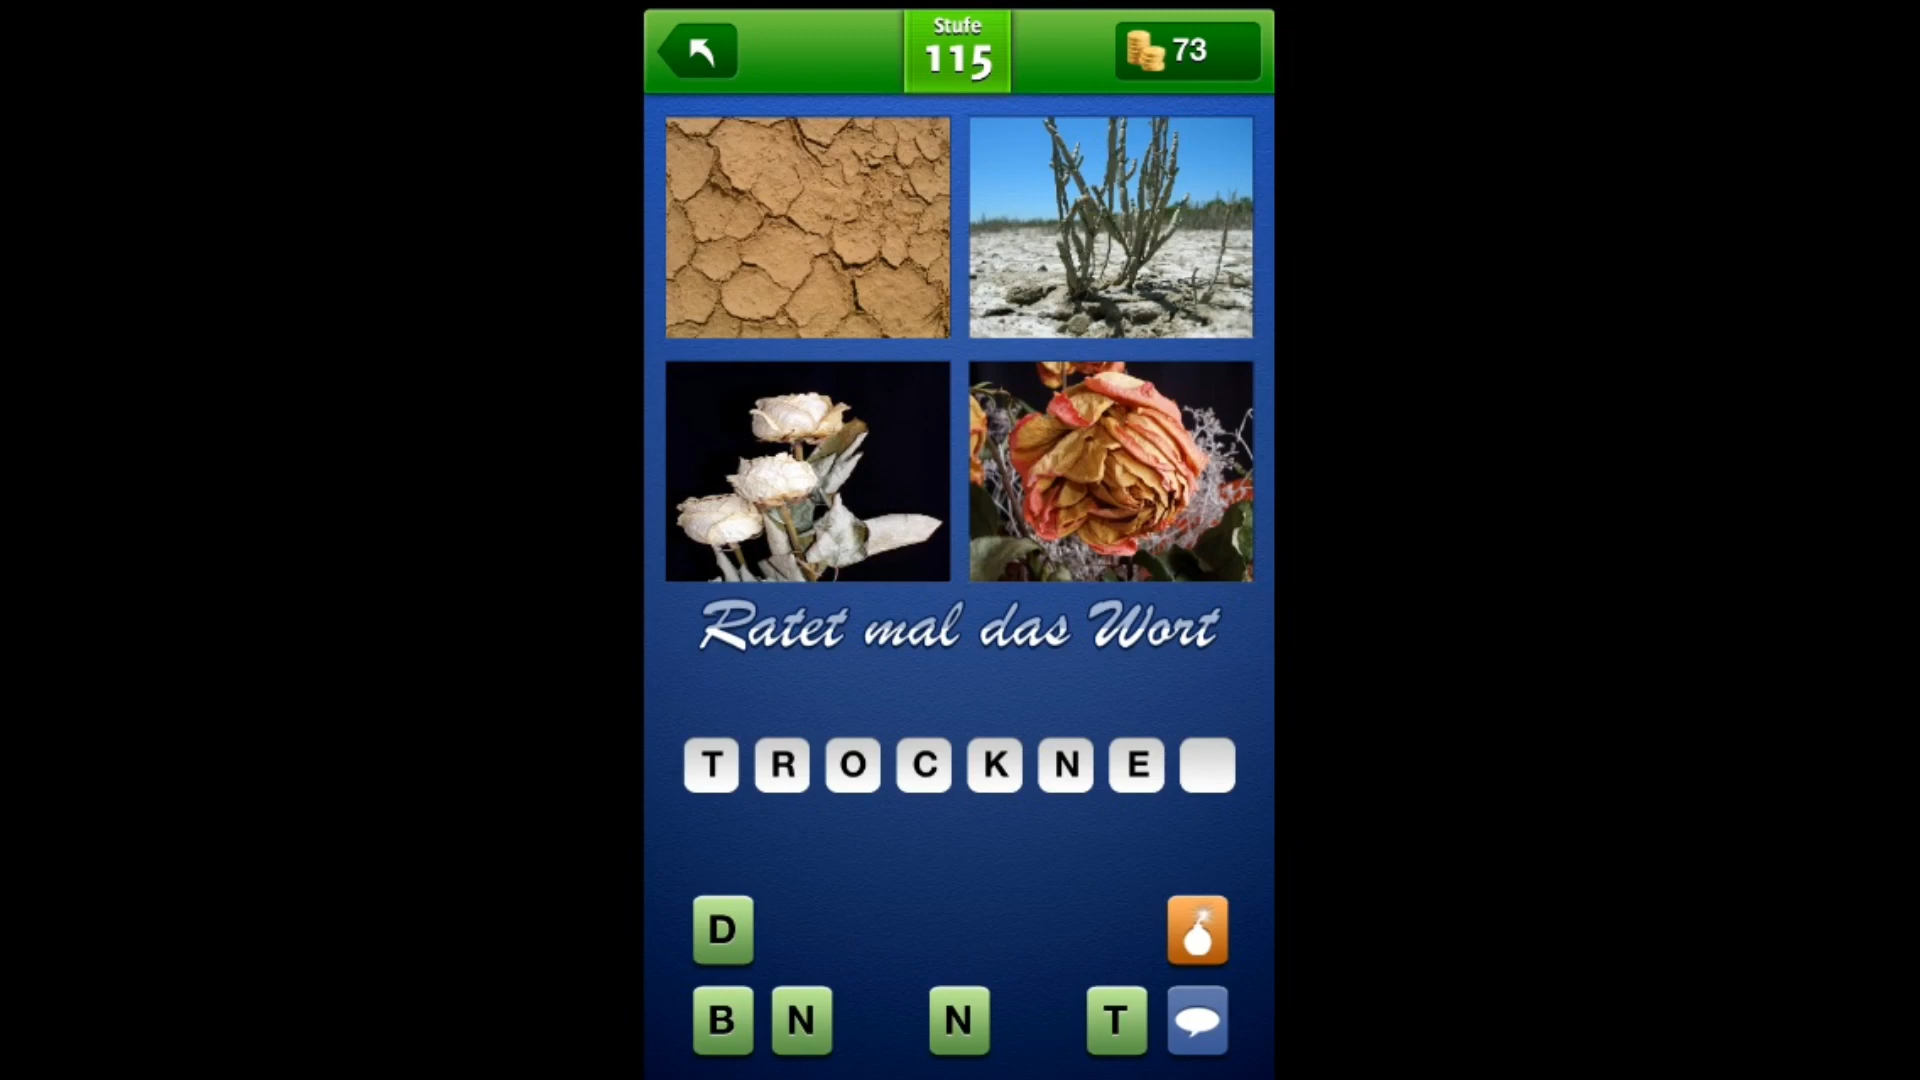 Stufe
115
73
Ratet mal das Wort
T R O C K N E
D
B N N T